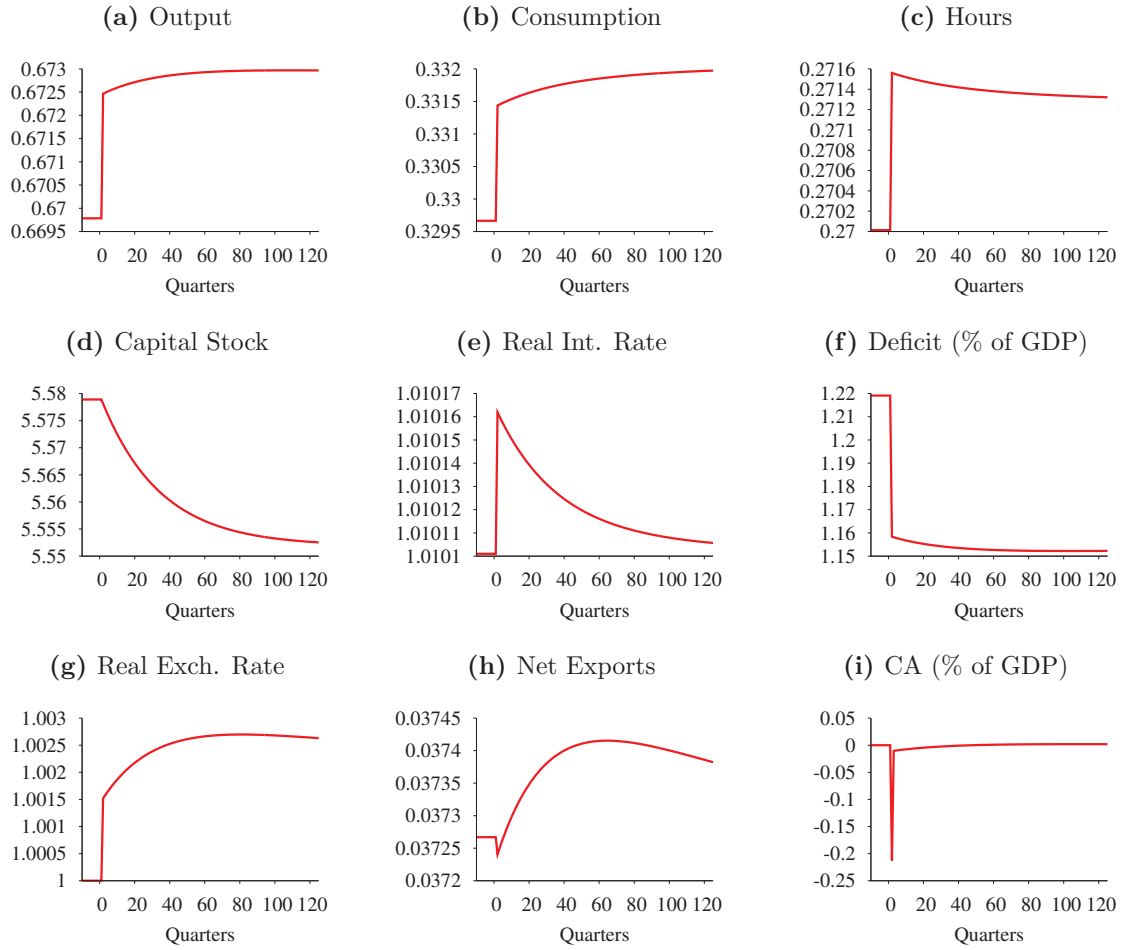 (a) Output
0.673
0.6725
0.672
0.6715
0.671
0.6705
0.67
0.6695
0 20 40 60 80 100 120
Quarters
(b) Consumption
0.332
0.3315
0.331
0.3305
0.33
0.3295
0 20 40 60 80 100 120
Quarters
(c) Hours
0.2716
0.2714
0.2712
0.271
0.2708
0.2706
0.2704
0.2702
0.27
0 20 40 60 80 100 120
Quarters
(d) Capital Stock
5.58
5.575
5.57
5.565
5.56
5.555
5.55
0 20 40 60 80 100 120
Quarters
(e) Real Int. Rate
1.01017
1.01016
1.01015
1.01014
1.01013
1.01012
1.01011
1.0101
0 20 40 60 80 100 120
Quarters
(f) Deficit (% of GDP)
1.22
1.21
1.2
1.19
1.18
1.17
1.16
1.15
0 20 40 60 80 100 120
Quarters
(g) Real Exch. Rate
1.003
1.0025
1.002
1.0015
1.001
1.0005
1
0 20 40 60 80 100 120
Quarters
(h) Net Exports
0.03745
0.0374
0.03735
0.0373
0.03725
0.0372
0 20 40 60 80 100 120
Quarters
(i) CA (% of GDP)
0.05
0
-0.05
-0.1
-0.15
-0.2
-0.25
0 20 40 60 80 100 120
Quarters